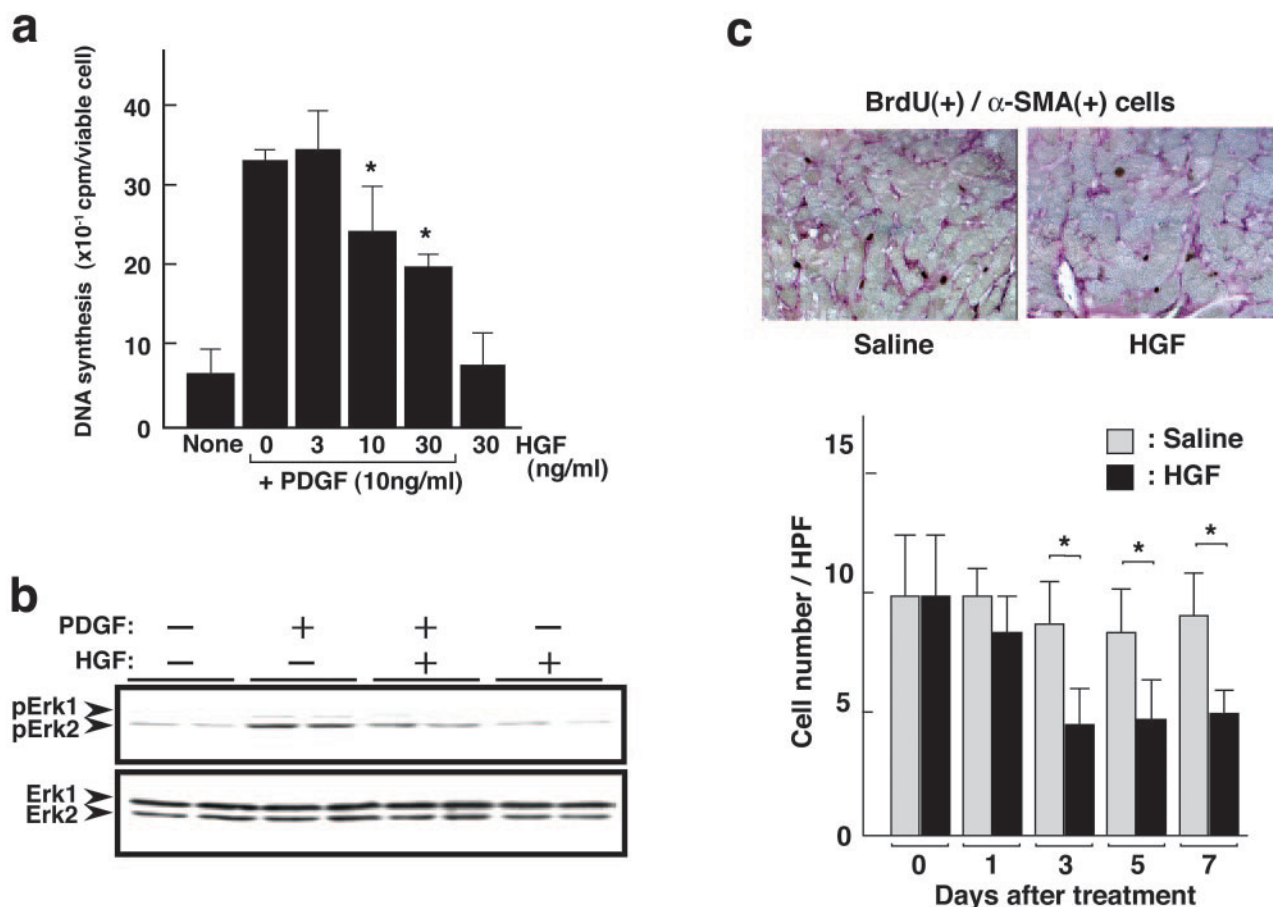 a
DNA synthesis (x10⁻¹ cpm/viable cell)
40
30
20
10
0
*
*
None 0 3 10 30 30 HGF
(ng/ml)
+ PDGF (10ng/ml)
b
PDGF: — + + —
HGF: — — + +
pErk1
pErk2
Erk1
Erk2
c
BrdU(+) / α-SMA(+) cells
Saline HGF
Cell number / HPF
15
10
5
0
: Saline
: HGF
*
*
*
0 1 3 5 7
Days after treatment